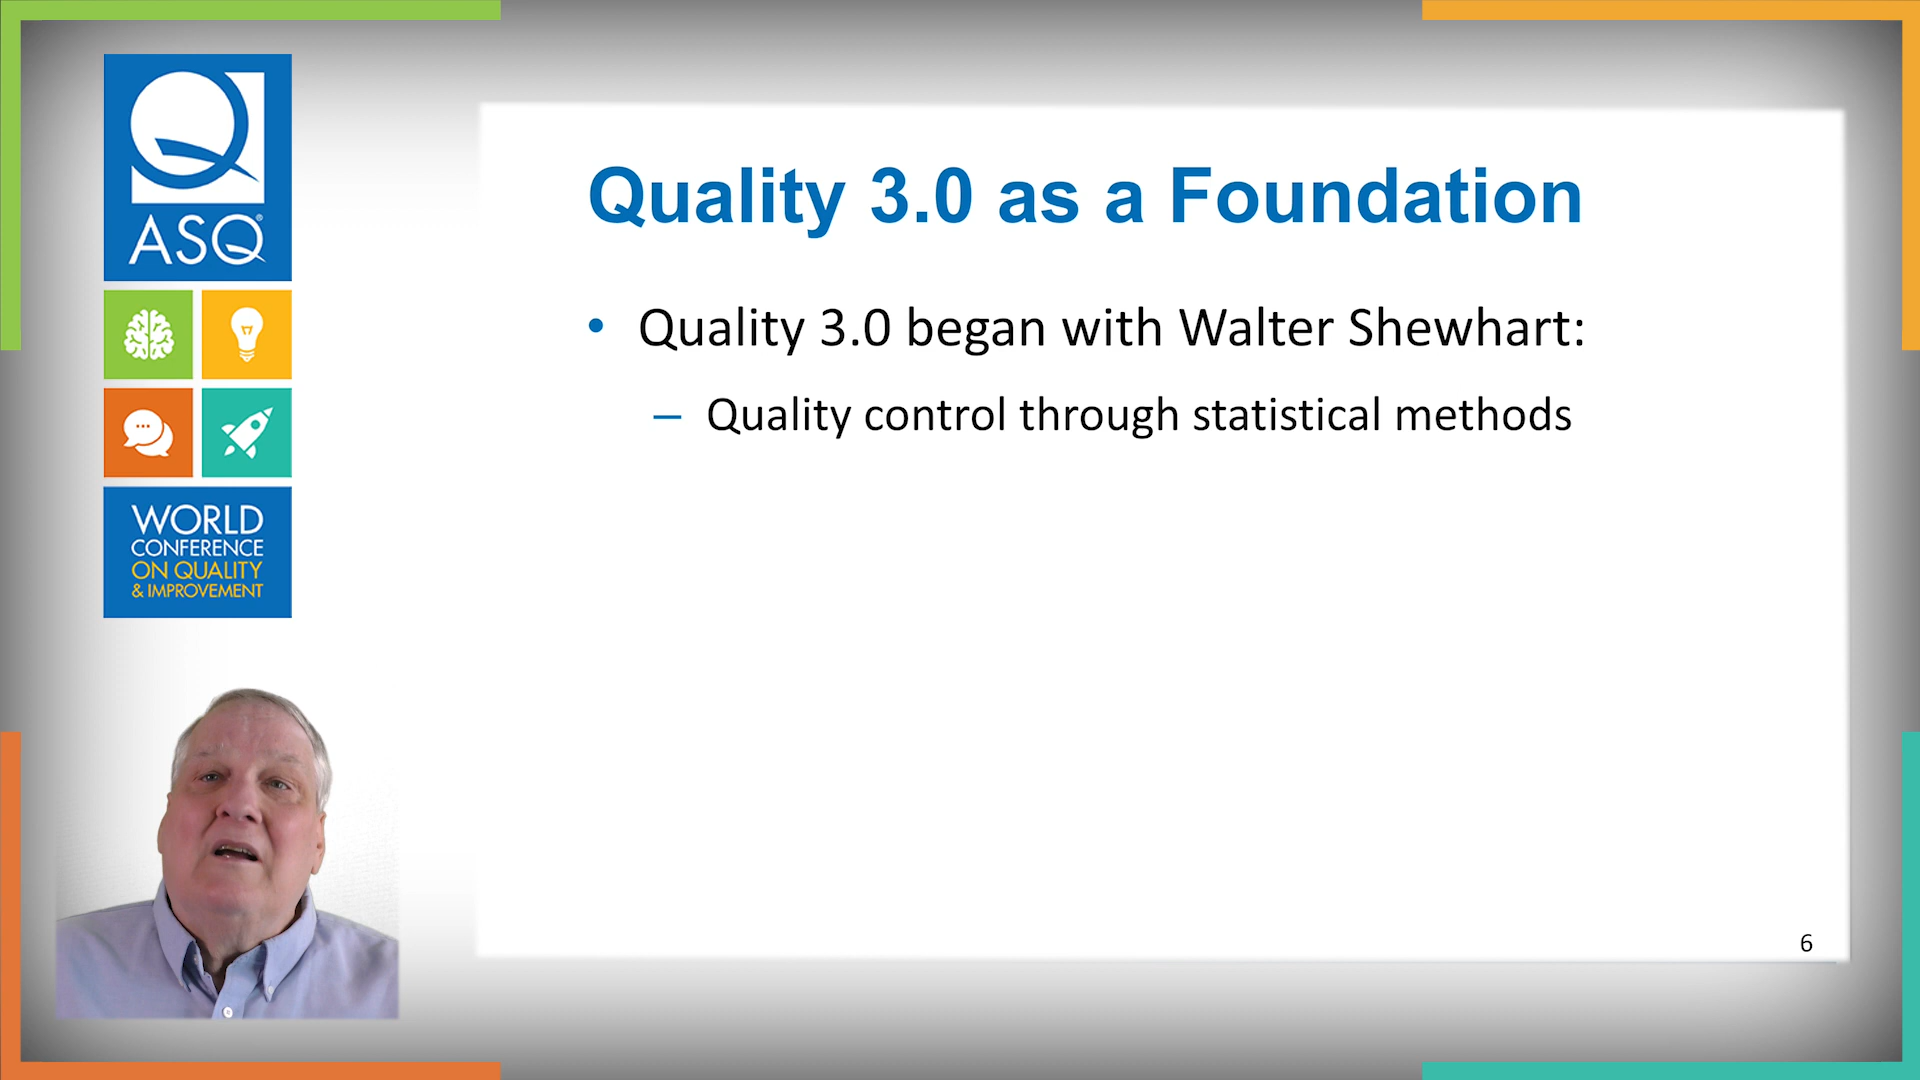 ASQ®
WORLD
CONFERENCE
ON QUALITY
& IMPROVEMENT
Quality 3.0 as a Foundation
• Quality 3.0 began with Walter Shewhart:
– Quality control through statistical methods
6